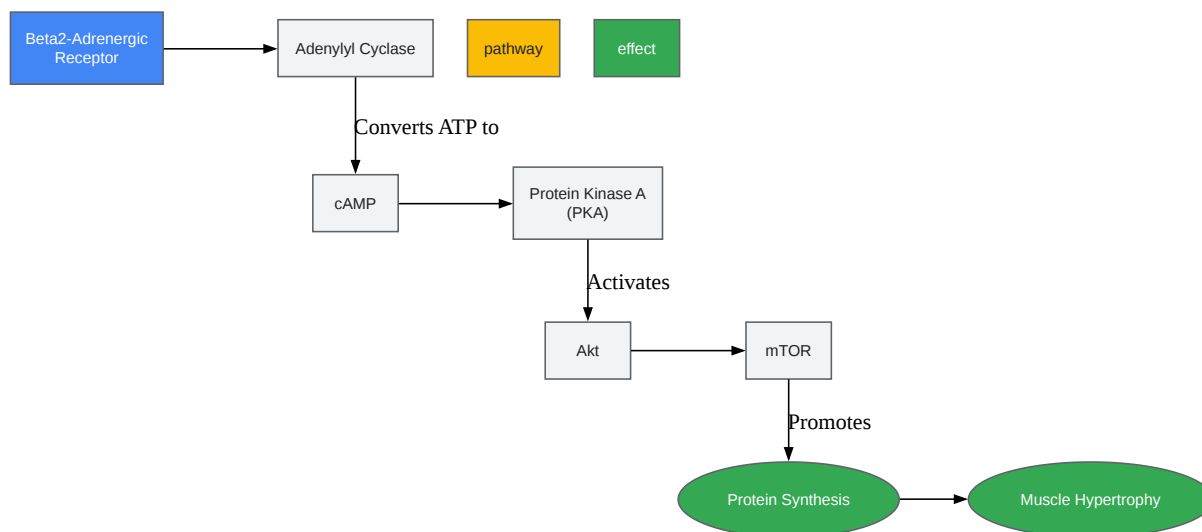 Beta2-Adrenergic
Receptor
Adenylyl Cyclase
pathway
effect
Converts ATP to
cAMP
Protein Kinase A
(PKA)
Activates
Akt
mTOR
Promotes
Protein Synthesis
Muscle Hypertrophy